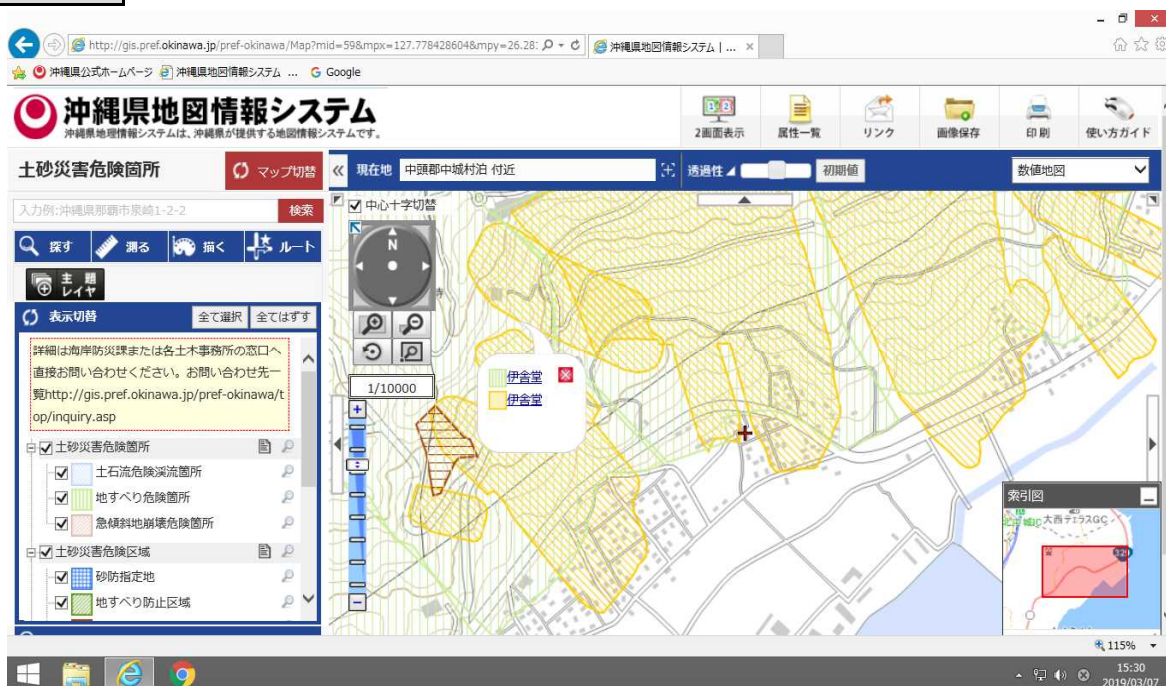 http://gis.pref.okinawa.jp/pref-okinawa/Map?mid=59&mpx=127.778428604&mpy=26.28:
沖縄県地図情報システム | ...
沖縄県公式ホームページ 沖縄県地図情報システム ... Google
沖縄県地図情報システム
沖縄県地理情報システムは、沖縄県が提供する地図情報システムです。
2画面表示 属性一覧 リンク 画像保存 印刷 使い方ガイド
土砂災害危険箇所 マップ切替
現在地 中頭郡中城村泊 付近 透過性 初期値 数値地図
入力例:沖縄県那覇市泉崎1-2-2 検索
中心十字切替
N
探す 測る 描く ルート
主題
レイヤ
表示切替 全て選択 全てはずす
詳細は海岸防災課または各土木事務所の窓口へ
直接お問い合わせください。お問い合わせ先一
覧http://gis.pref.okinawa.jp/pref-okinawa/t
op/inquiry.asp
土砂災害危険箇所
土石流危険渓流箇所
地すべり危険箇所
急傾斜地崩壊危険箇所
土砂災害危険区域
砂防指定地
地すべり防止区域
1/10000
伊舎堂
伊舎堂
索引図
大西テラスGC
329
115%
15:30
2019/03/07